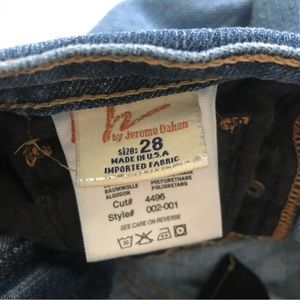 by Jerome Dahan
SIZE: 28
MADE IN U.S.A
IMPORTED FABRIC
BAUMWOLLE POLYURETHANE
ALGODON POLIURETANO
Cut# 4496
Style# 002-001
SEE CARE ON REVERSE